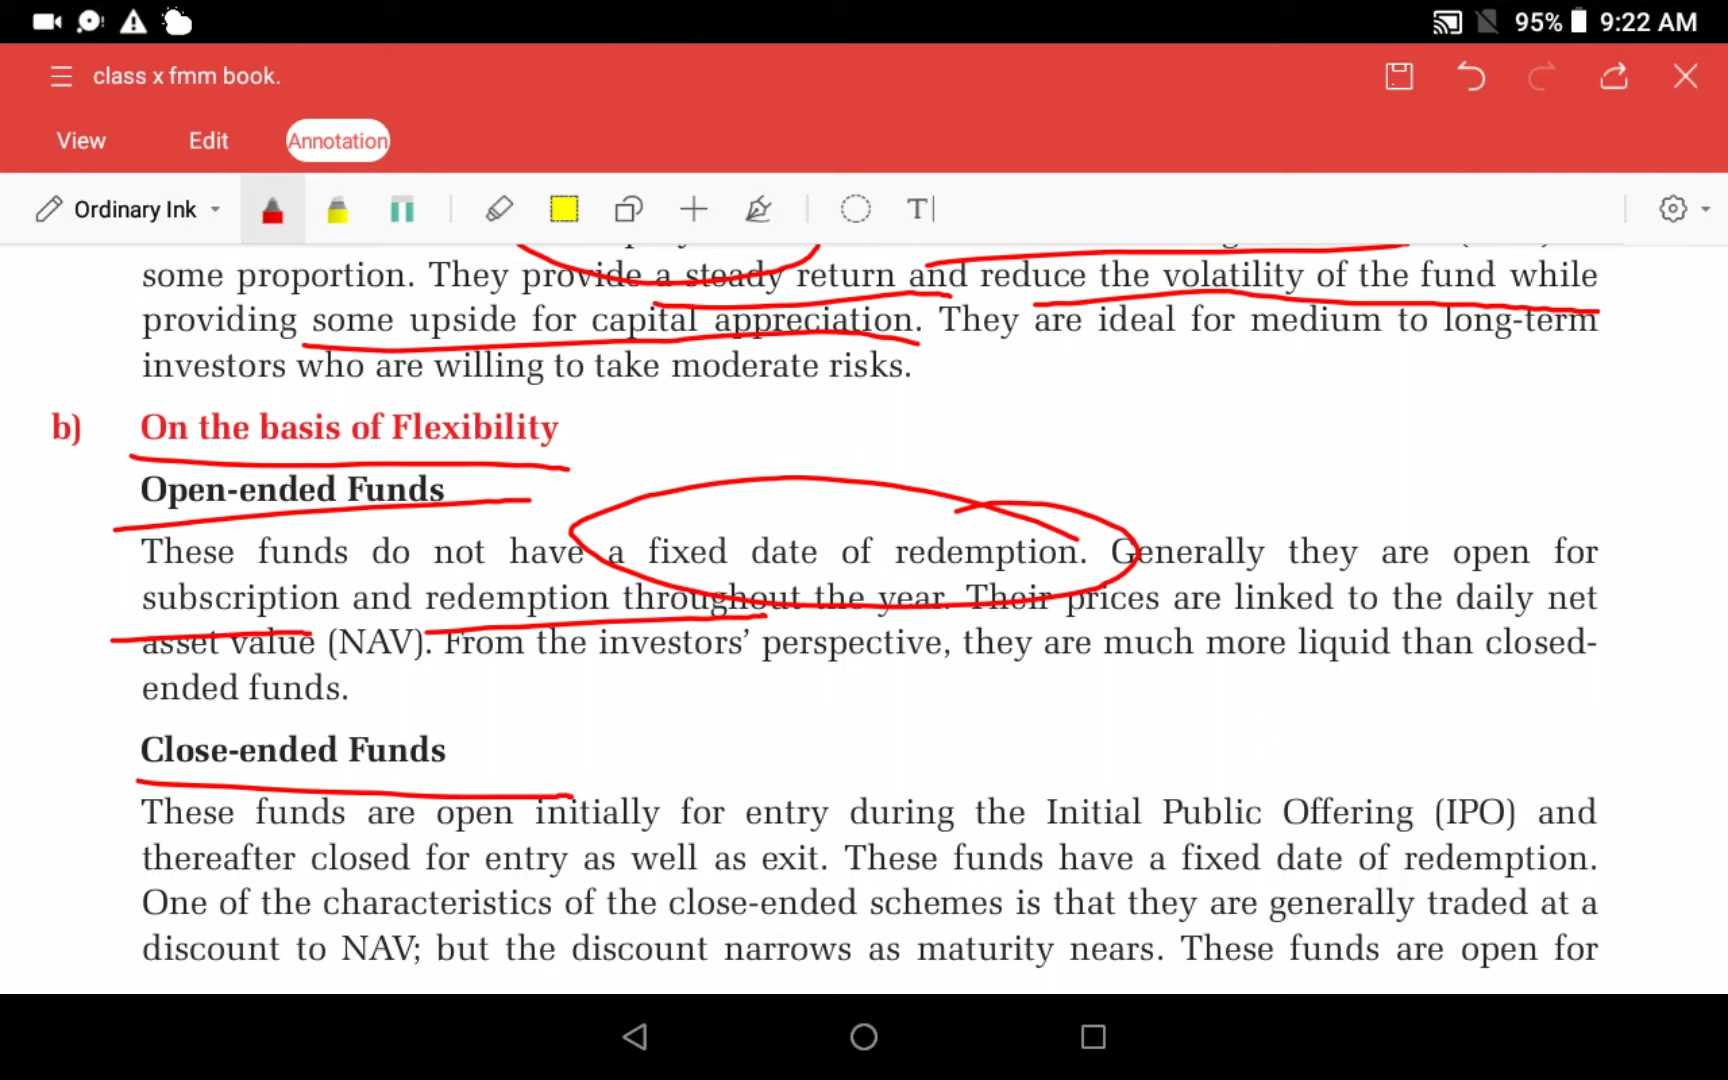 95% 9:22 AM
class x fmm book.
View Edit Annotation
Ordinary Ink T|
some proportion. They provide a steady return and reduce the volatility of the fund while
providing some upside for capital appreciation. They are ideal for medium to long-term
investors who are willing to take moderate risks.
b) On the basis of Flexibility
Open-ended Funds
These funds do not have a fixed date of redemption. Generally they are open for
subscription and redemption throughout the year. Their prices are linked to the daily net
asset value (NAV). From the investors’ perspective, they are much more liquid than closed-
ended funds.
Close-ended Funds
These funds are open initially for entry during the Initial Public Offering (IPO) and
thereafter closed for entry as well as exit. These funds have a fixed date of redemption.
One of the characteristics of the close-ended schemes is that they are generally traded at a
discount to NAV; but the discount narrows as maturity nears. These funds are open for